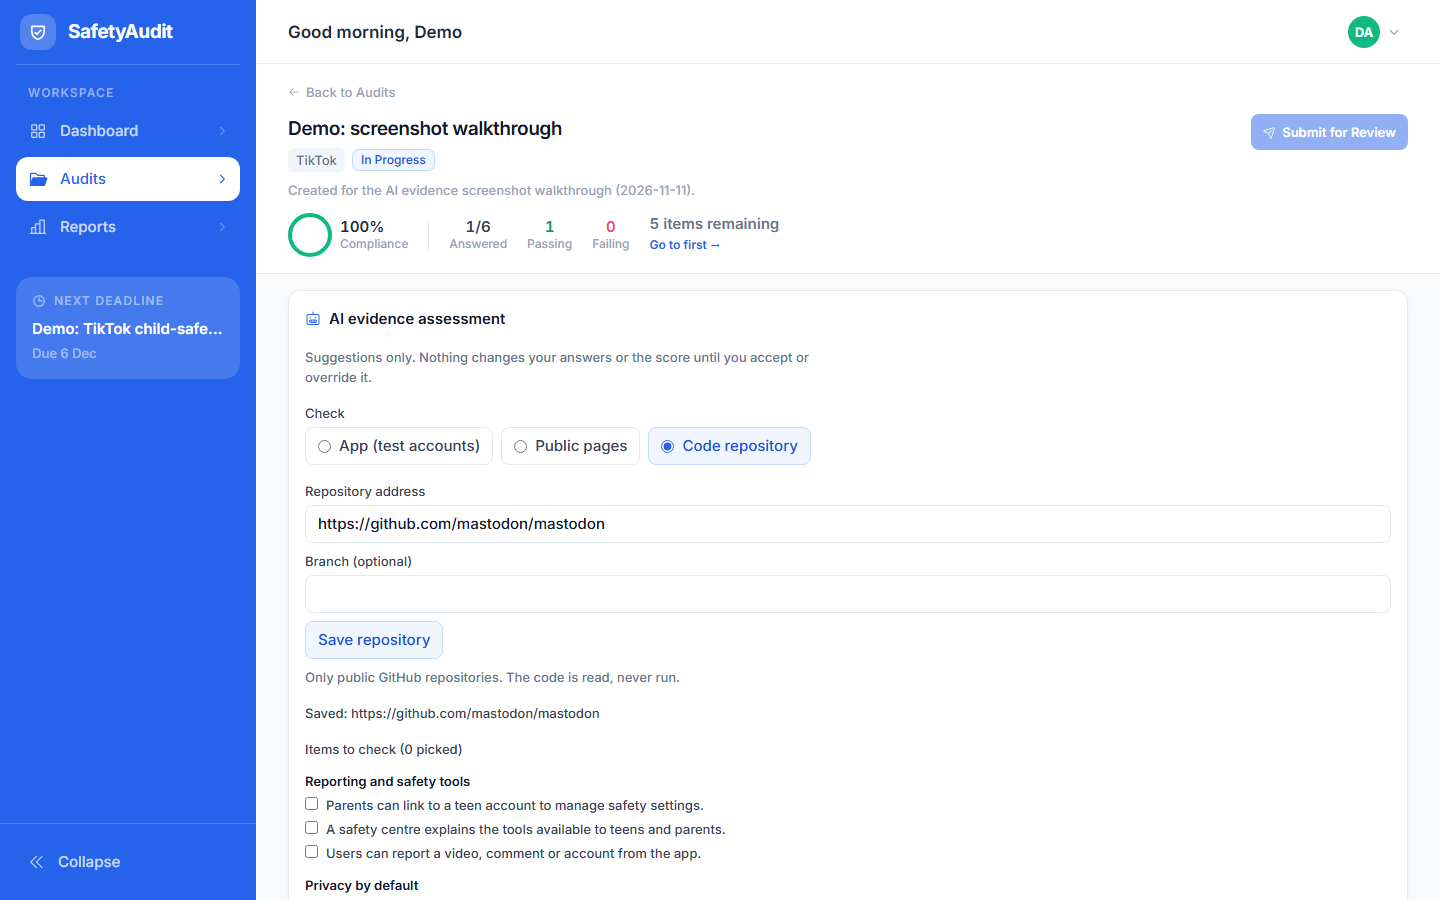 SafetyAudit
WORKSPACE
Dashboard
Audits
Reports
NEXT DEADLINE
Demo: TikTok child-safe...
Due 6 Dec
Collapse
Good morning, Demo
DA
← Back to Audits
Demo: screenshot walkthrough
Submit for Review
TikTok
In Progress
Created for the AI evidence screenshot walkthrough (2026-11-11).
100%
Compliance
1/6
Answered
1
Passing
0
Failing
5 items remaining
Go to first →
AI evidence assessment
Suggestions only. Nothing changes your answers or the score until you accept or
override it.
Check
App (test accounts)
Public pages
Code repository
Repository address
https://github.com/mastodon/mastodon
Branch (optional)
Save repository
Only public GitHub repositories. The code is read, never run.
Saved: https://github.com/mastodon/mastodon
Items to check (0 picked)
Reporting and safety tools
Parents can link to a teen account to manage safety settings.
A safety centre explains the tools available to teens and parents.
Users can report a video, comment or account from the app.
Privacy by default